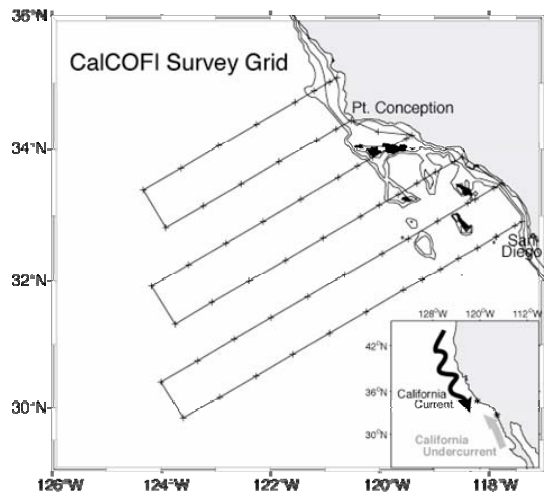 36°N
CalCOFI Survey Grid
Pt. Conception
34°N
San
Diego
32°N
128°W 120°W 112°W
42°N
36°N
California
Current
30°N
California
Undercurrent
30°N
126°W 124°W 122°W 120°W 118°W